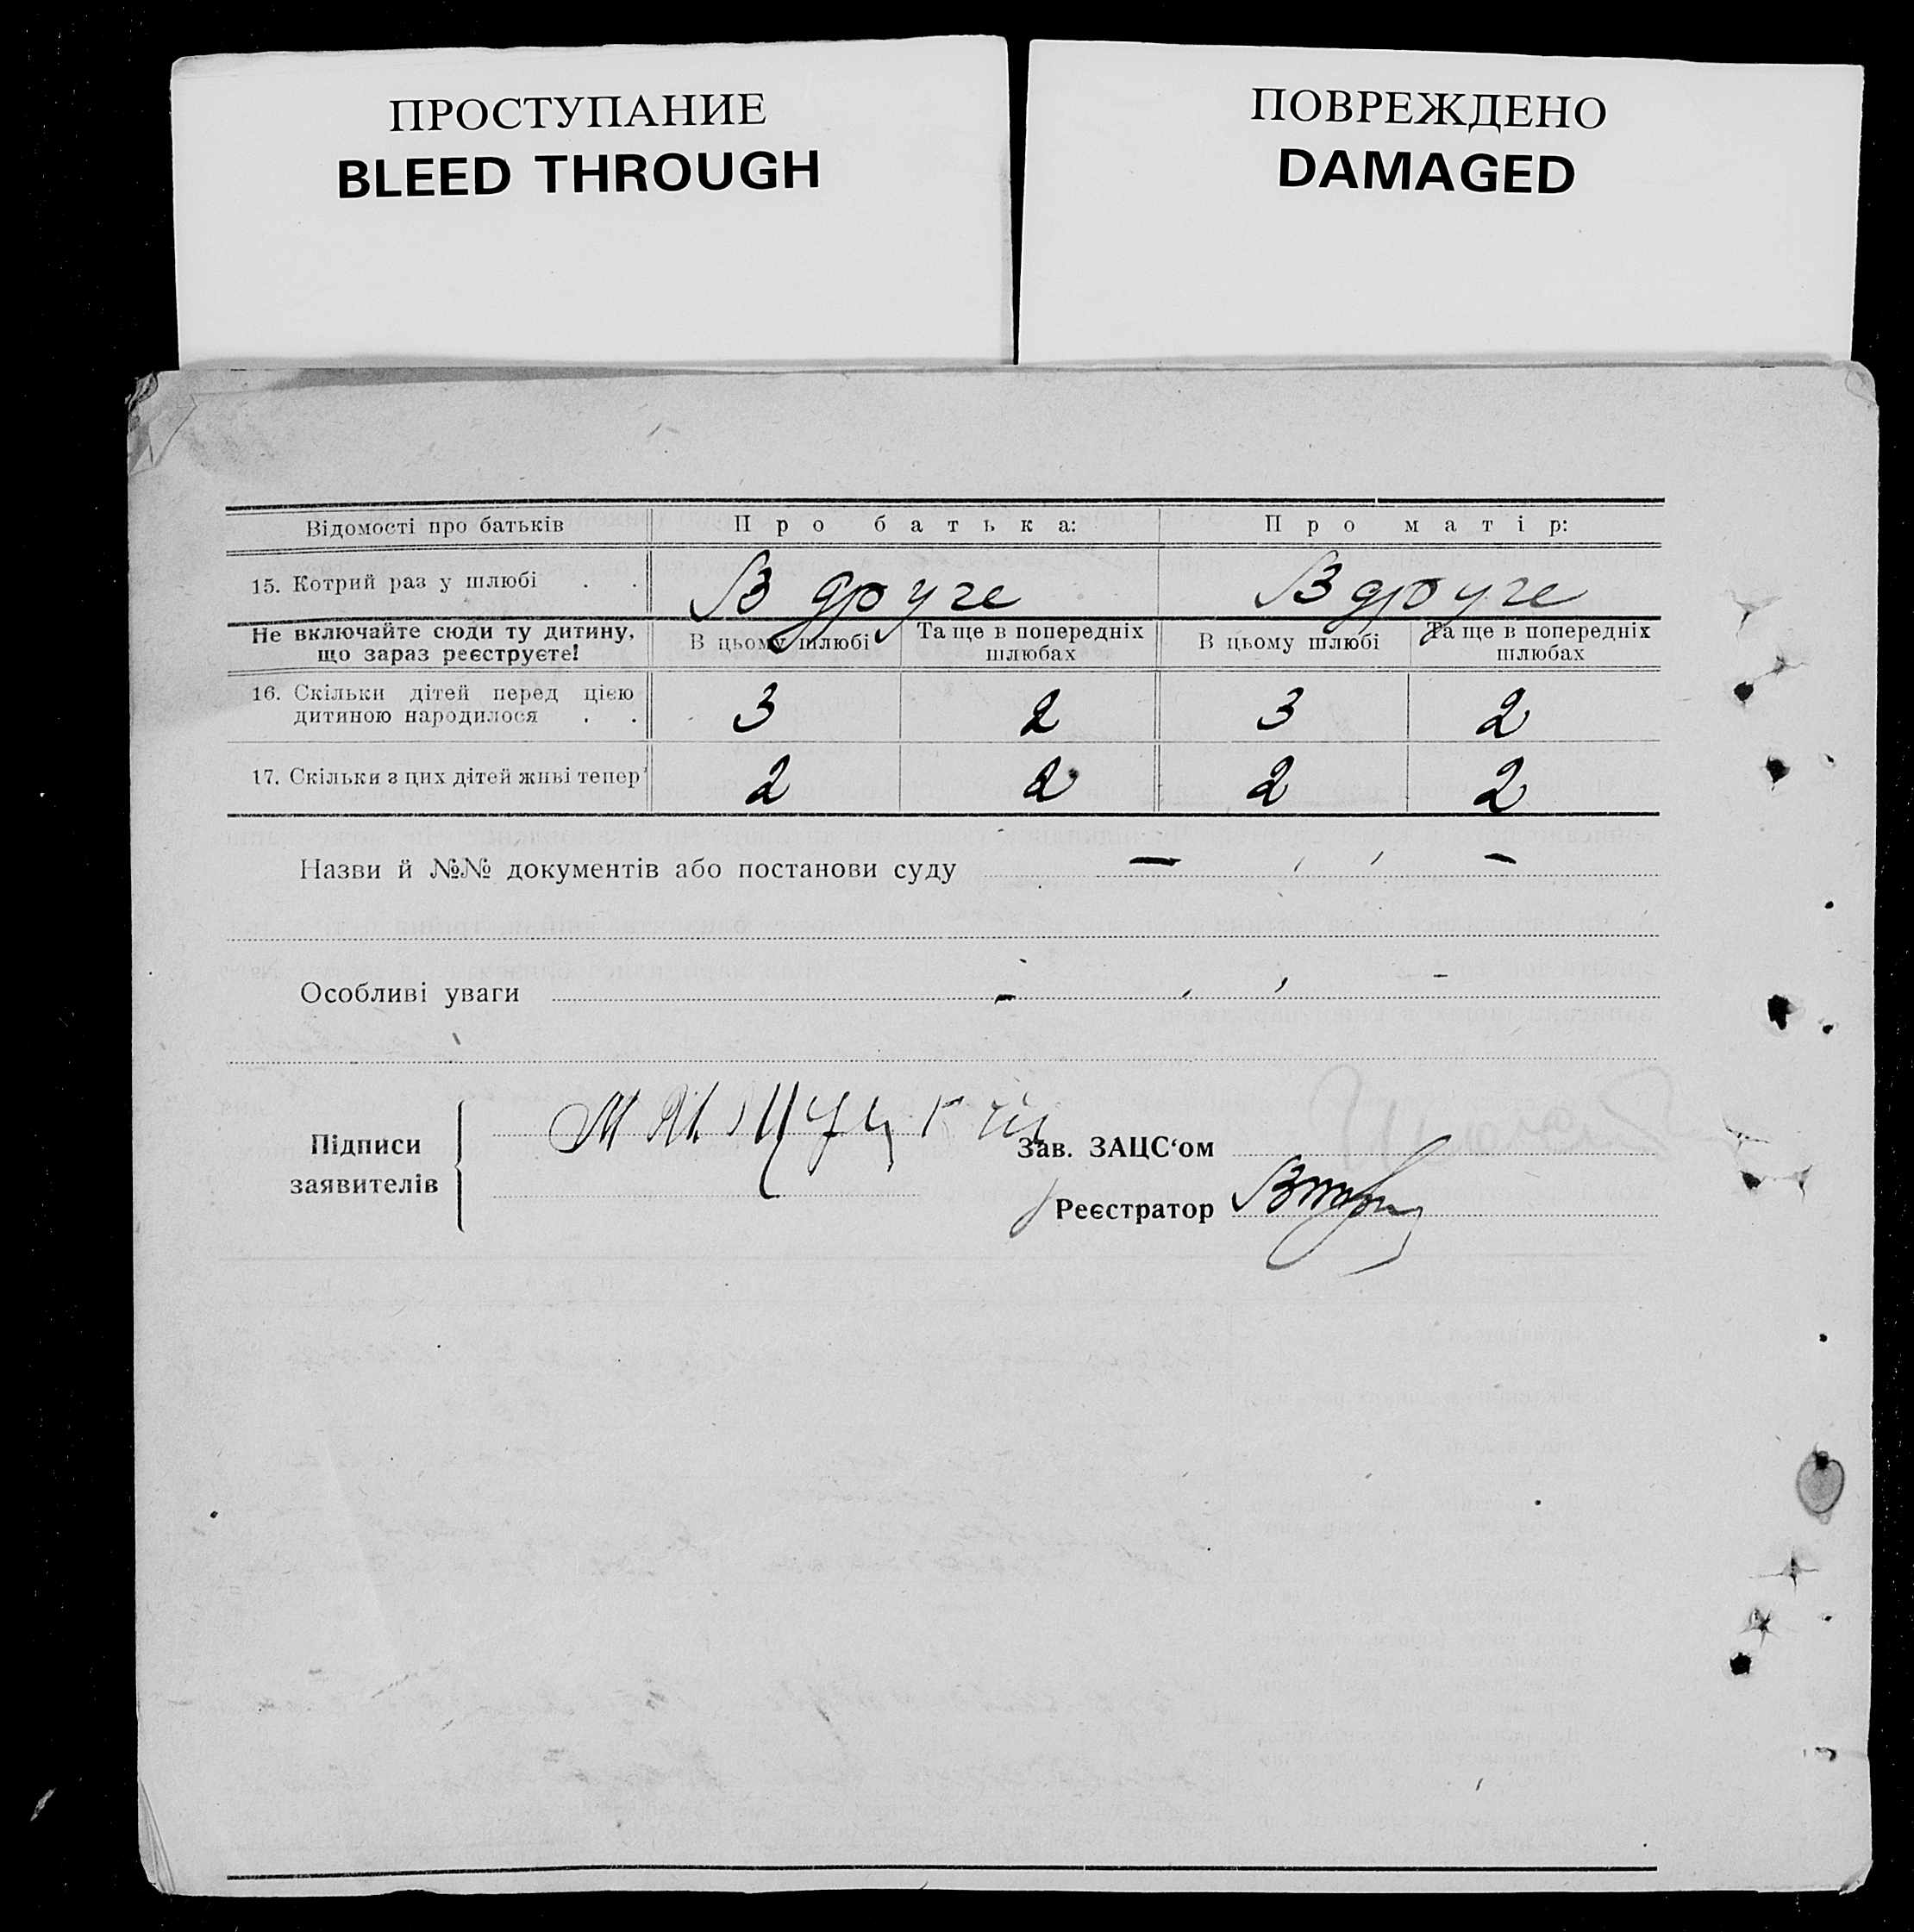 ПРОСТУПАНИЕ
BLEED THROUGH
ПОВРЕЖДЕНО
DAMAGED
Відомості про батьків Про батька: Про матір:
15. Котрий раз у шлюбі . . В друге В друге
Не включайте сюди ту дитину, що зараз реєструєте! В цьому шлюбі Та ще в попередніх шлюбах В цьому шлюбі Та ще в попередніх шлюбах
16. Скільки дітей перед цією дитиною народилося . . 3 2 3 2
17. Скільки з цих дітей живі тепер 2 2 2 2
Назви й №№ документів або постанови суду — , , —
Особливі уваги — , , —
Підписи заявителів
Зав. ЗАЦС‘ом
Реєстратор